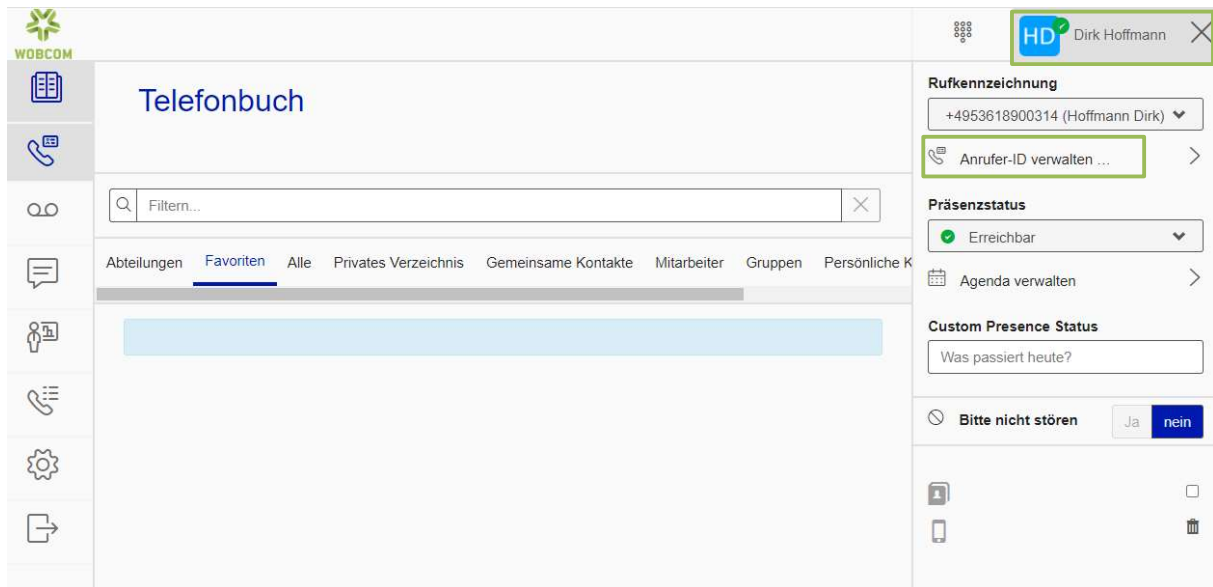 WOBCOM
HD
Dirk Hoffmann
Telefonbuch
Filtern...
Abteilungen Favoriten Alle Privates Verzeichnis Gemeinsame Kontakte Mitarbeiter Gruppen Persönliche K
Rufkennzeichnung
+4953618900314 (Hoffmann Dirk)
Anrufer-ID verwalten ...
Präsenzstatus
Erreichbar
Agenda verwalten
Custom Presence Status
Was passiert heute?
Bitte nicht stören Ja nein